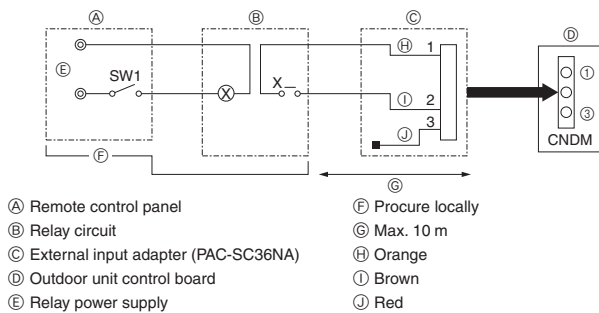 Ⓐ Ⓑ Ⓒ Ⓓ
Ⓔ SW1 X X Ⓗ 1 ①
Ⓘ 2
Ⓙ 3 ③
CNDM
Ⓕ
Ⓖ
Ⓐ Remote control panel
Ⓑ Relay circuit
Ⓒ External input adapter (PAC-SC36NA)
Ⓓ Outdoor unit control board
Ⓔ Relay power supply
Ⓕ Procure locally
Ⓖ Max. 10 m
Ⓗ Orange
Ⓘ Brown
Ⓙ Red